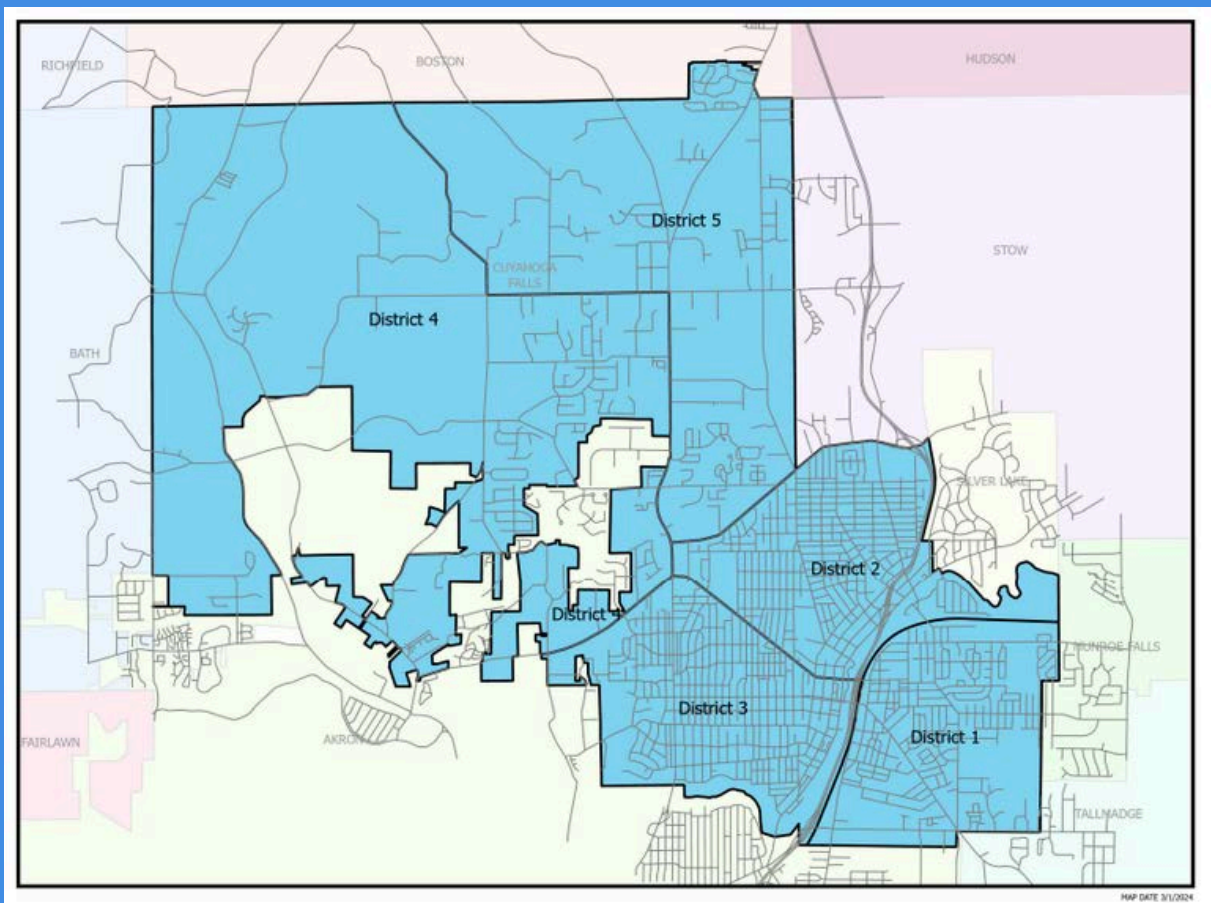 RICHFIELD
BOSTON
HUDSON
District 5
STOW
CUYAHOGA
FALLS
District 4
BATH
SILVER LAKE
District 2
District 4
MUNROE FALLS
District 3
District 1
FAIRLAWN
AKRON
TALLMADGE
MAP DATE 3/1/2024